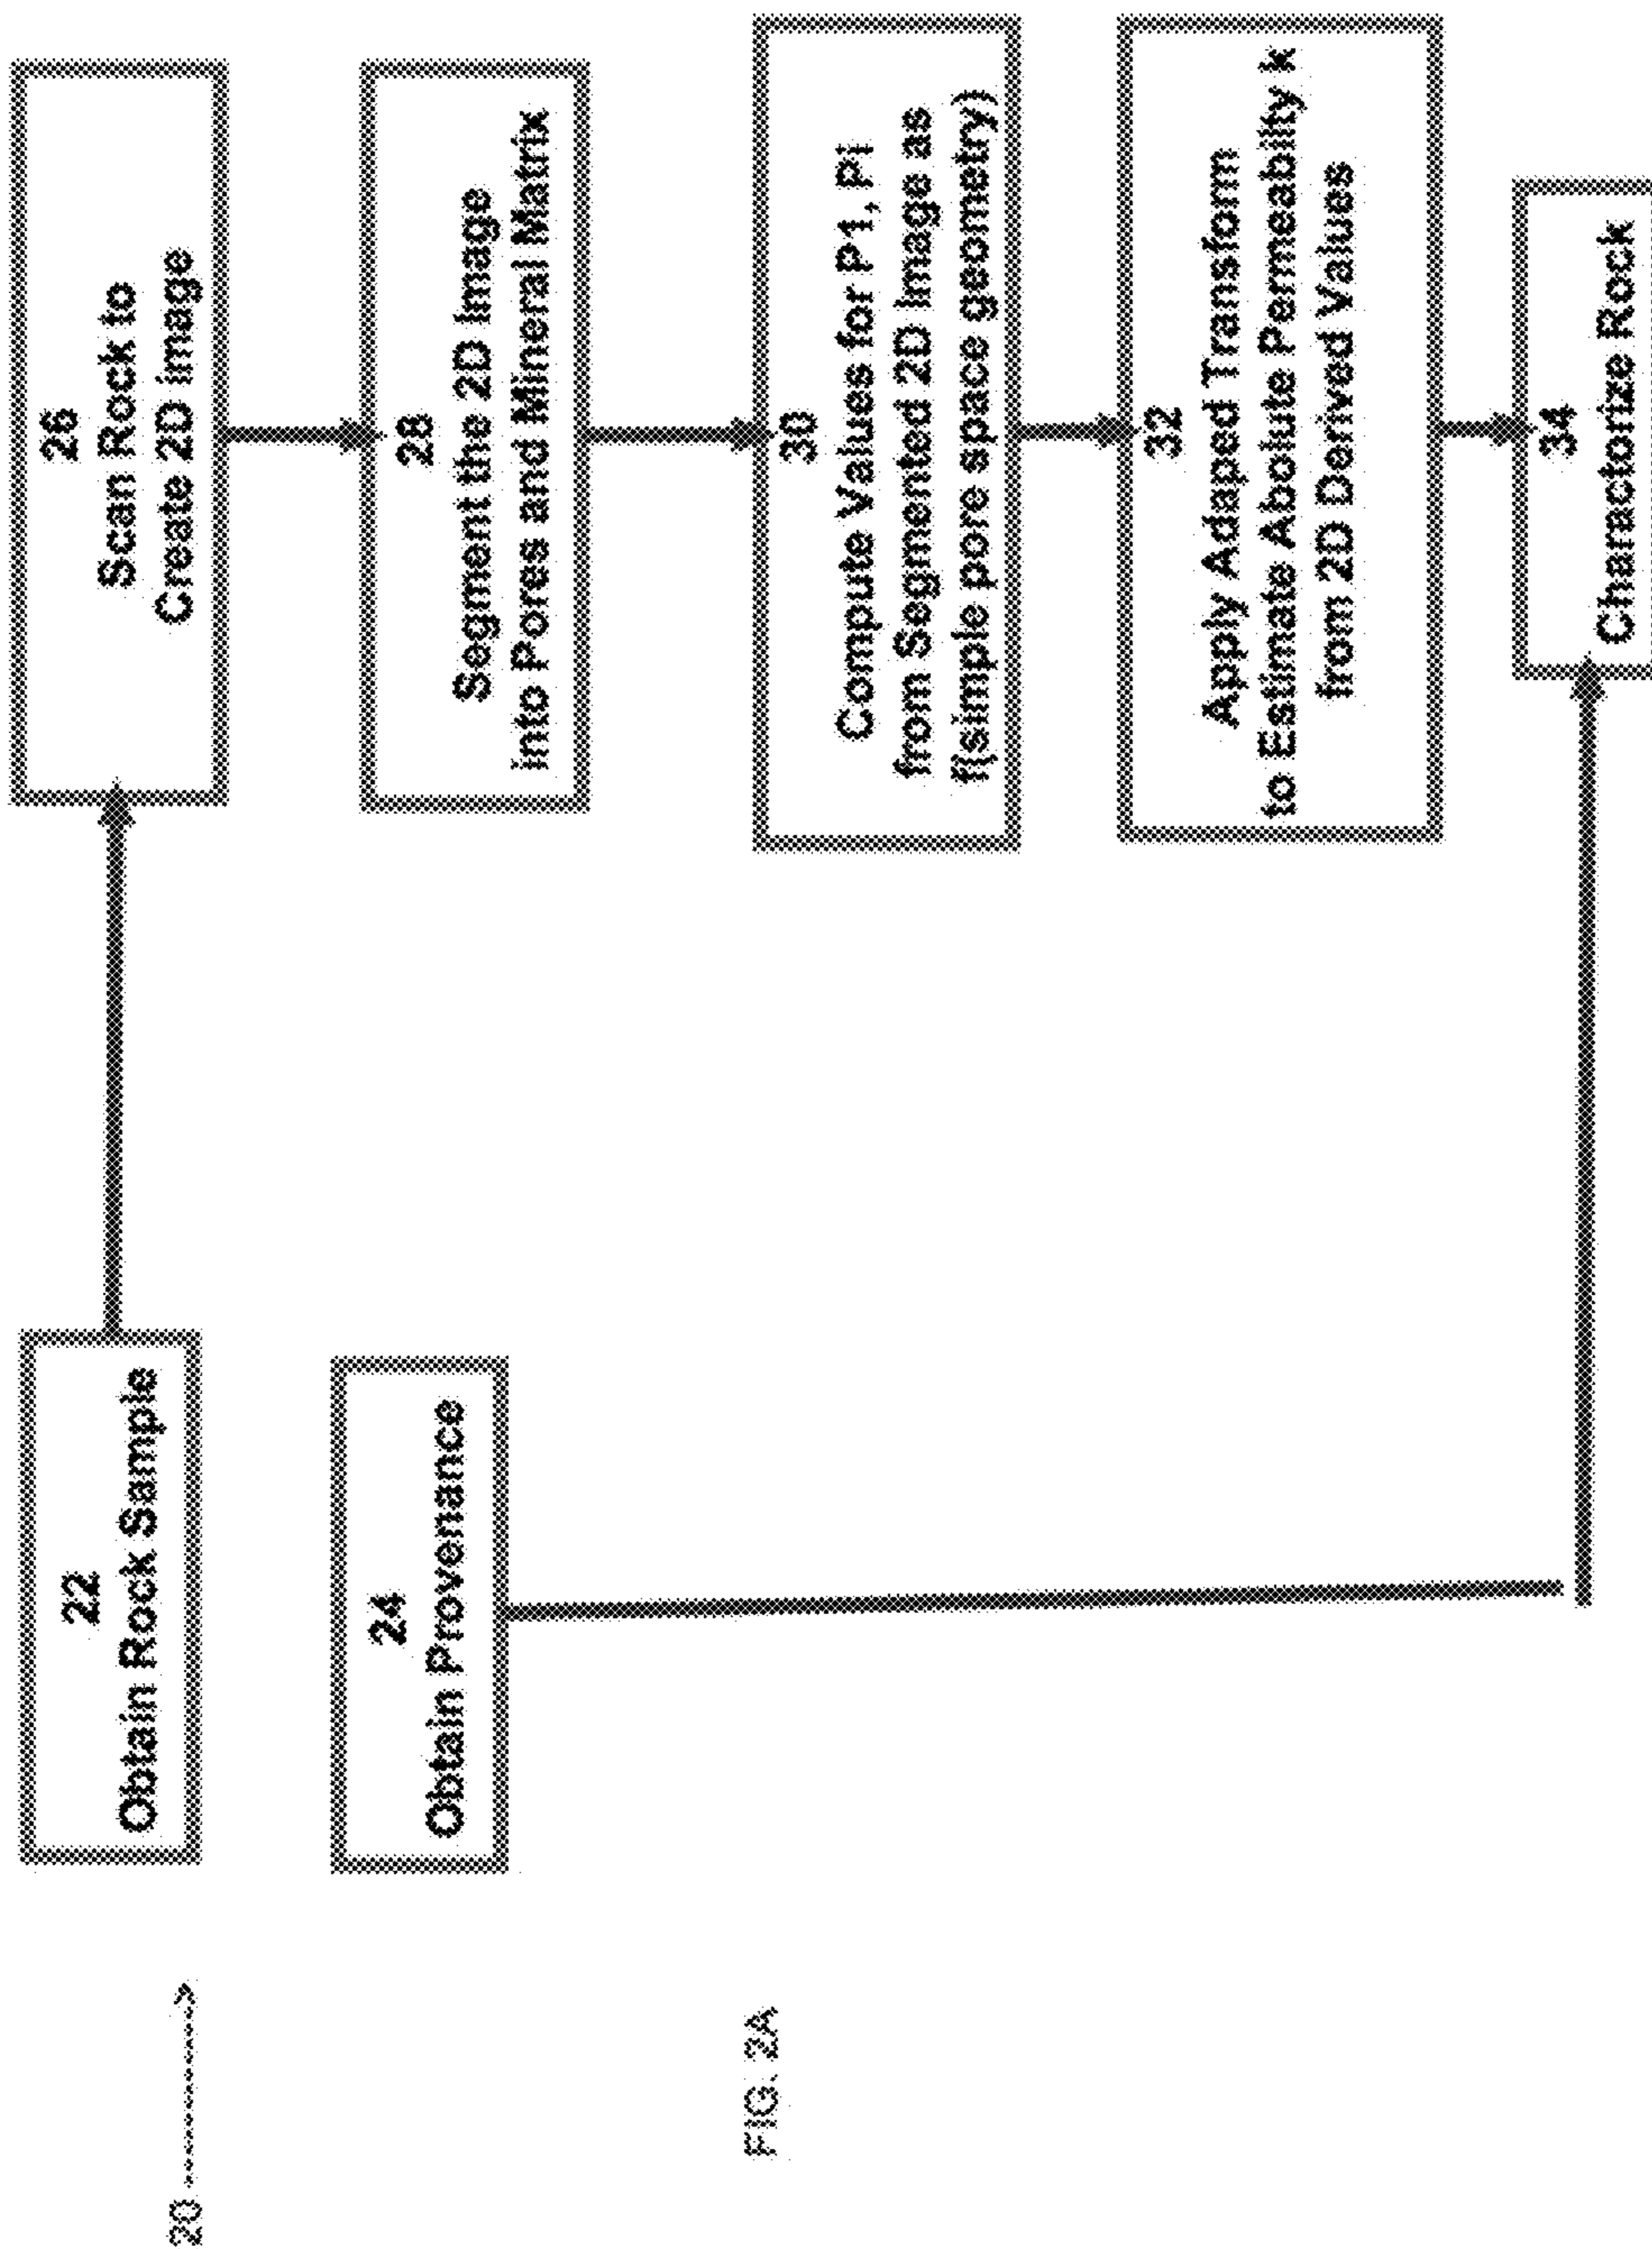 20
22
Obtain Rock Sample
24
Obtain Provenance
26
Scan Rock to
Create 2D image
28
Segment the 2D Image
into Pores and Mineral Matrix
30
Compute Values for P1, Pi
from Segmented 2D Image as
f(simple pore space geometry)
32
Apply Adaped Transform
to Estimate Abolute Permeabilty k
from 2D Derived Values
34
Charactorize Rock
FIG. 2A